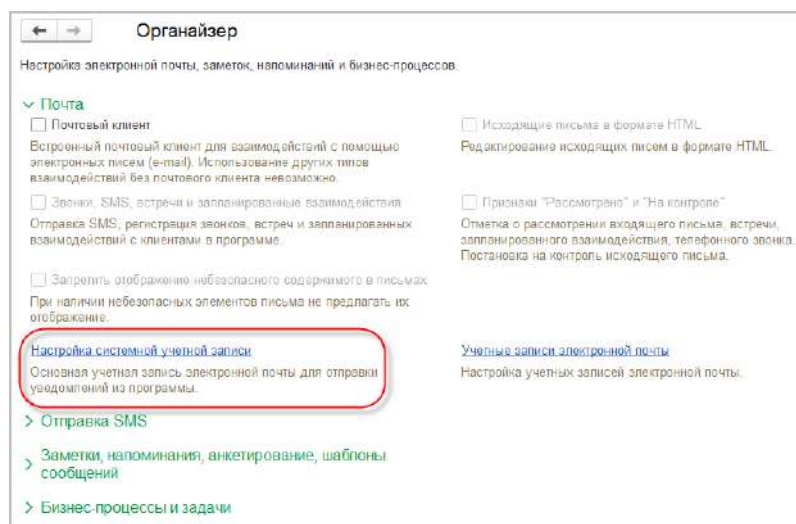 Органайзер
Настройка электронной почты, заметок, напоминаний и бизнес-процессов.
Почта
Почтовый клиент
Встроенный почтовый клиент для взаимодействий с помощью
электронных писем (e-mail). Использование других типов
взаимодействий без почтового клиента невозможно.
Исходящие письма в формате HTML
Редактирование исходящих писем в формате HTML.
Звонки, SMS, встречи и запланированные взаимодействия
Отправка SMS, регистрация звонков, встреч и запланированных
взаимодействий с клиентами в программе.
Признаки "Рассмотрено" и "На контроле"
Отметка о рассмотрении входящего письма, встречи,
запланированного взаимодействия, телефонного звонка.
Постановка на контроль исходящего письма.
Запретить отображение небезопасного содержимого в письмах
При наличии небезопасных элементов письма не предлагать их
отображение.
Настройка системной учетной записи
Основная учетная запись электронной почты для отправки
уведомлений из программы.
Учетные записи электронной почты
Настройка учетных записей электронной почты.
Отправка SMS
Заметки, напоминания, анкетирование, шаблоны
сообщений
Бизнес-процессы и задачи